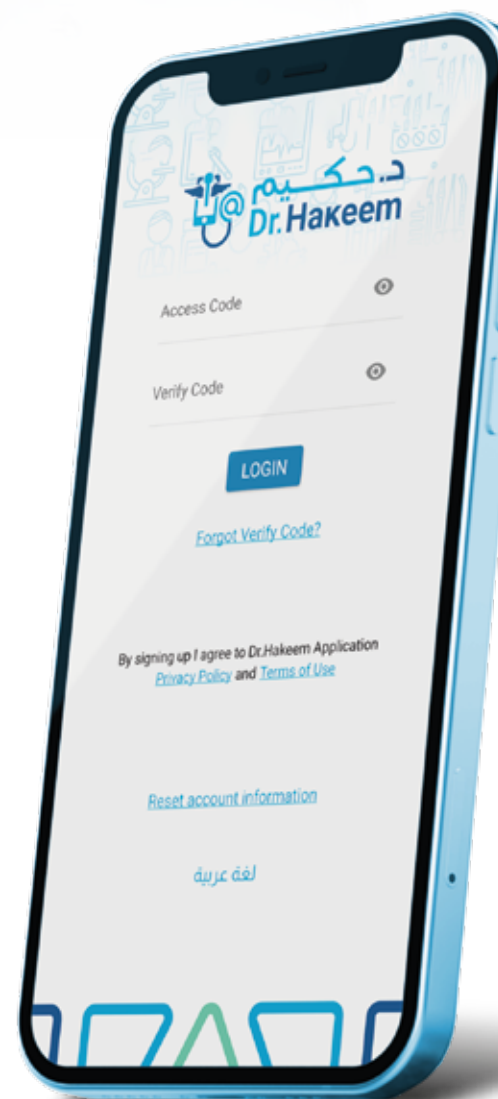 د.حكيم
Dr.Hakeem
Access Code
Verify Code
LOGIN
Forgot Verify Code?
By signing up I agree to Dr.Hakeem Application
Privacy Policy and Terms of Use
Reset account information
لغة عربية